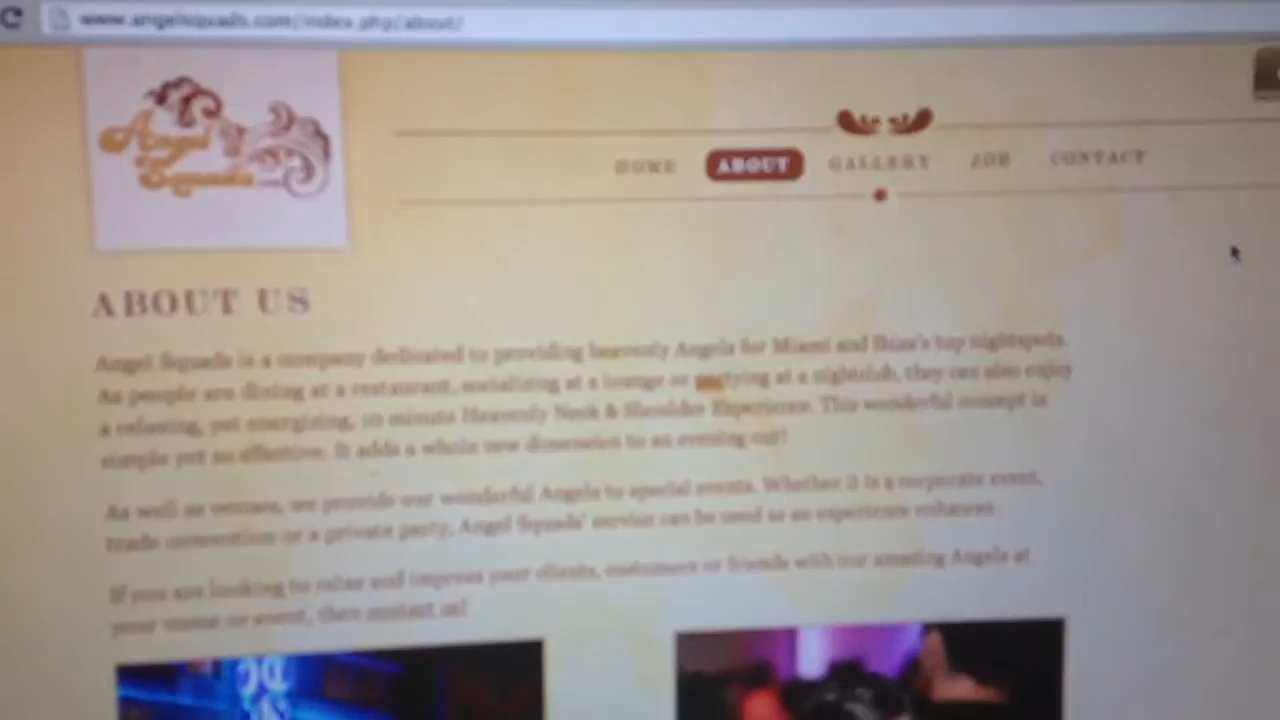 www.angelsquads.com/index.php/about/
Angel
Squads
HOME ABOUT GALLERY JOB CONTACT
ABOUT US
Angel Squads is a company dedicated to providing heavenly Angels for Miami and Ibiza's top nightspots.
As people are dining at a restaurant, socializing at a lounge or partying at a nightclub, they can also enjoy
a relaxing, yet energizing, 10 minute Heavenly Neck & Shoulder Experience. This wonderful concept is
simple yet so effective. It adds a whole new dimension to an evening out!
As well as venues, we provide our wonderful Angels to special events. Whether it is a corporate event,
trade convention or a private party, Angel Squads' service can be used as an experience enhancer.
If you are looking to relax and impress your clients, customers or friends with our amazing Angels at
your venue or event, then contact us!